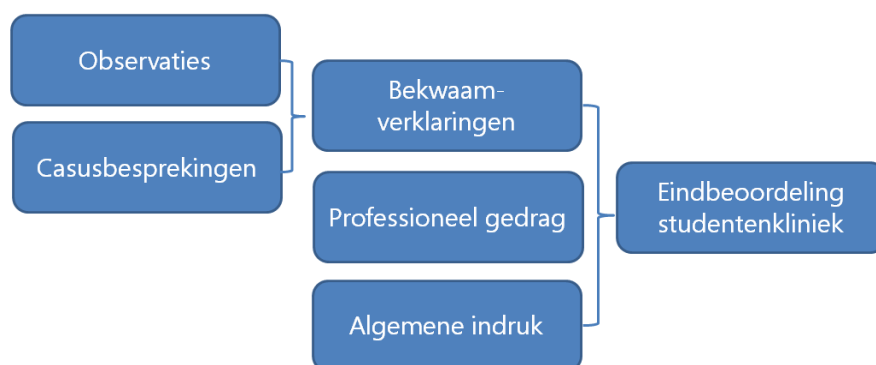 Observaties
Casusbesprekingen
Bekwaam-
verklaringen
Professioneel gedrag
Algemene indruk
Eindbeoordeling
studentenkliniek